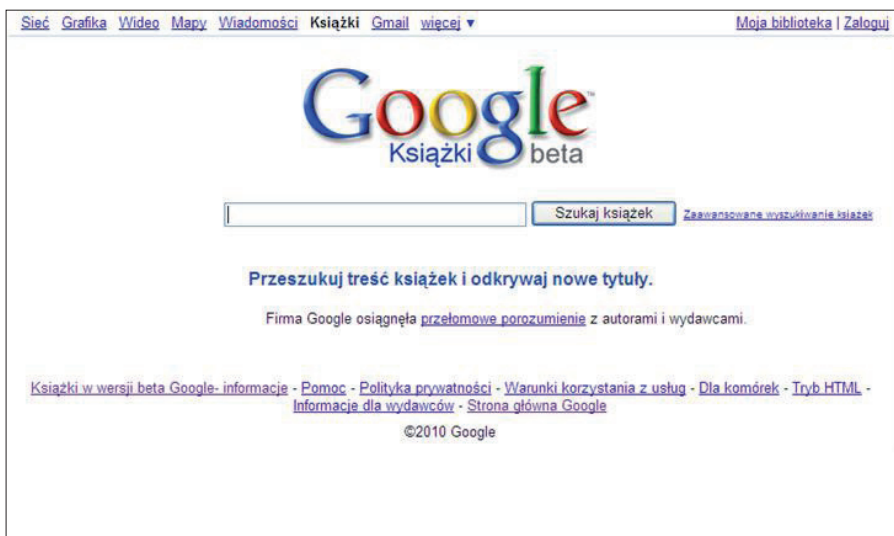 Sieć Grafika Wideo Mapy Wiadomości Książki Gmail więcej ▼ Moja biblioteka | Zaloguj
Google™
Książki beta
Szukaj książek Zaawansowane wyszukiwanie książek
Przeszukuj treść książek i odkrywaj nowe tytuły.
Firma Google osiągnęła przełomowe porozumienie z autorami i wydawcami.
Książki w wersji beta Google- informacje - Pomoc - Polityka prywatności - Warunki korzystania z usług - Dla komórek - Tryb HTML -
Informacje dla wydawców - Strona główna Google
©2010 Google